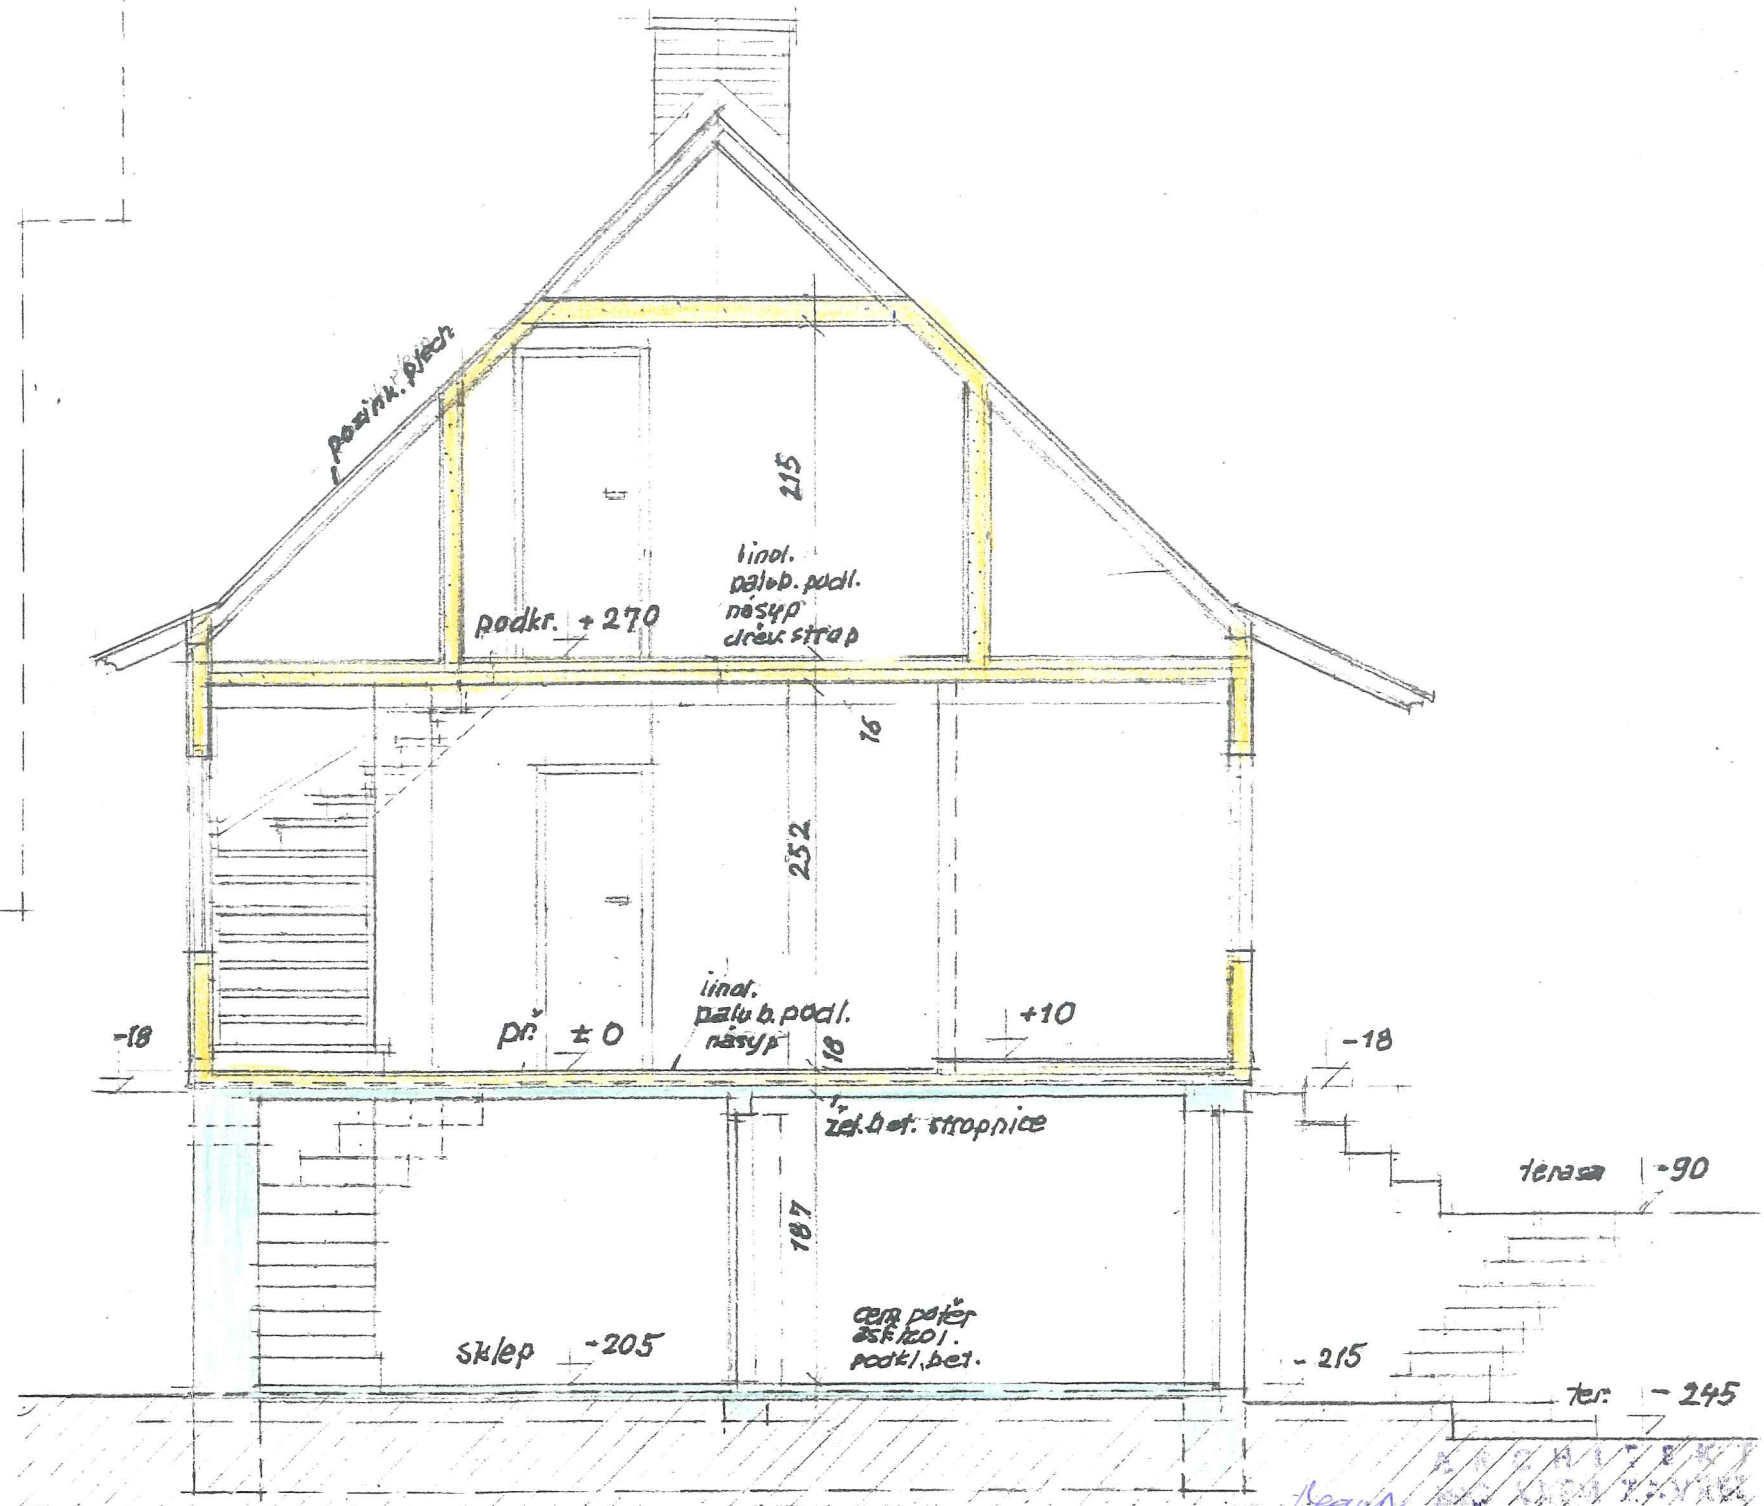 pozink. plech
215
linol.
palub. podl.
násyp
dřev. strop
podkr. +270
16
252
linol.
palub. podl.
násyp
18
př. ± 0
+10
-18
-18
žel. bet. stropnice
terasa -90
187
cem. potěr
podkl. bet.
sklep -205
-215
ter. -245
ARCHITEKT